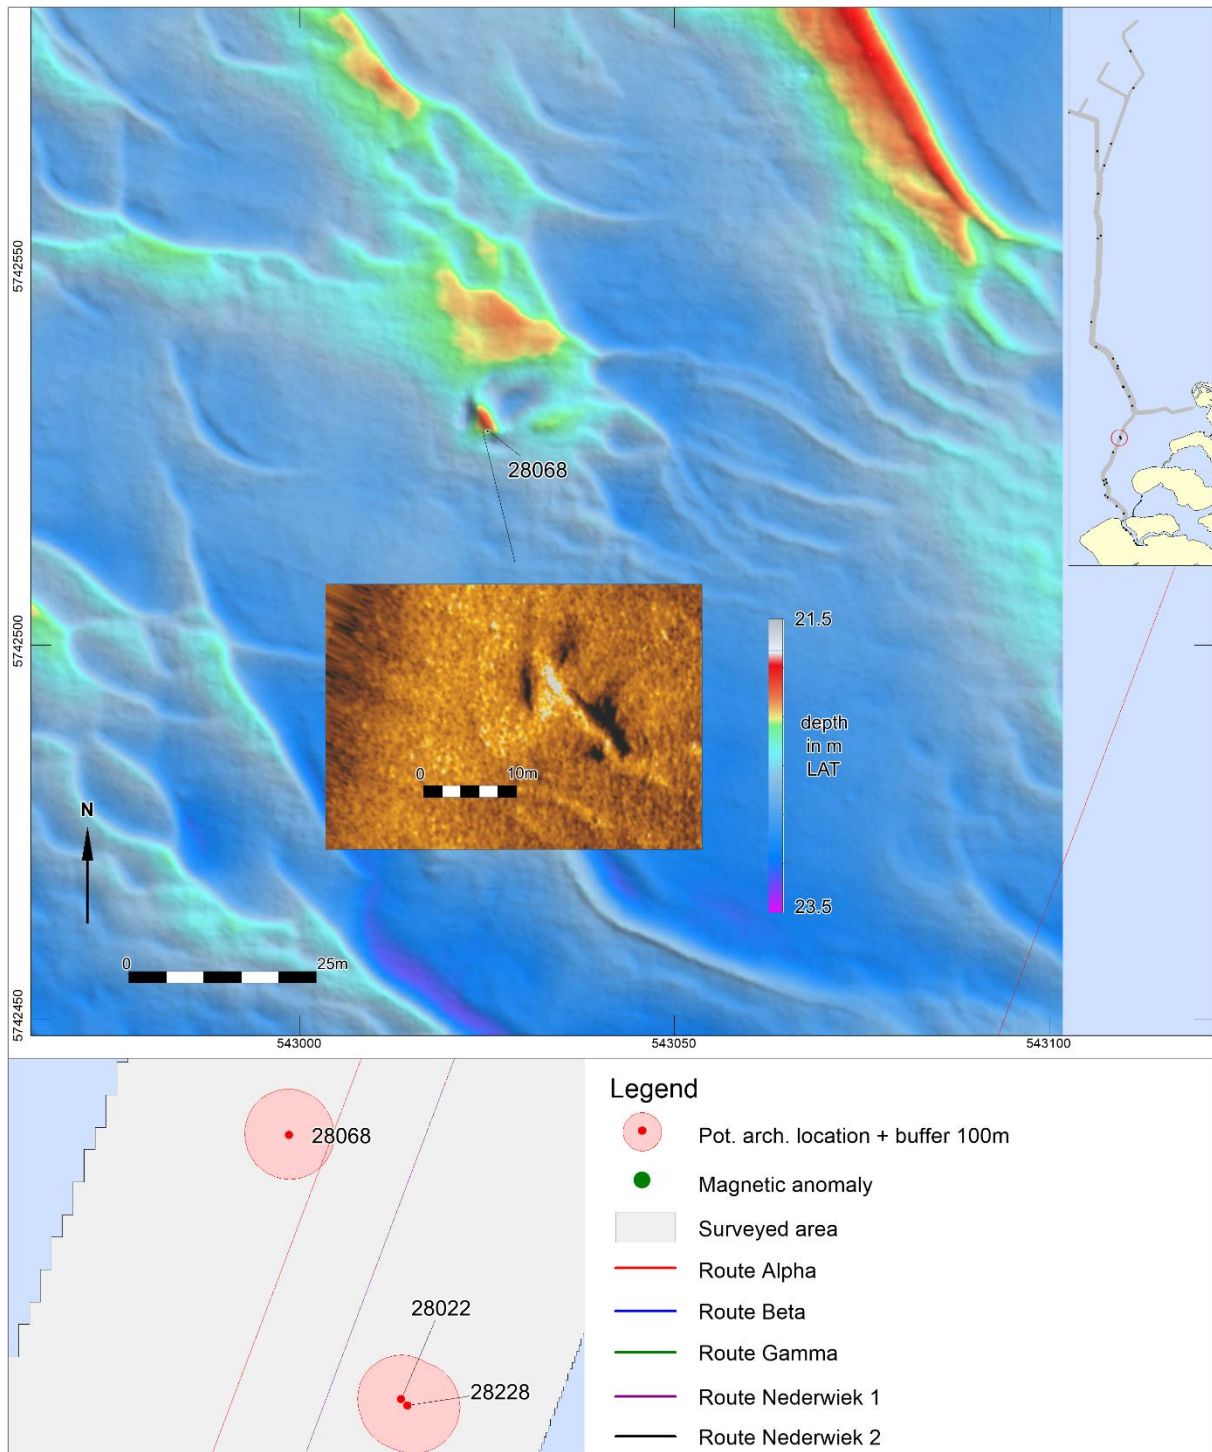 5742550
5742500
5742450
28068
21.5
depth
in m
LAT
23.5
0 10m
N
0 25m
543000 543050 543100
28068
28022
28228
Legend
Pot. arch. location + buffer 100m
Magnetic anomaly
Surveyed area
Route Alpha
Route Beta
Route Gamma
Route Nederwiek 1
Route Nederwiek 2